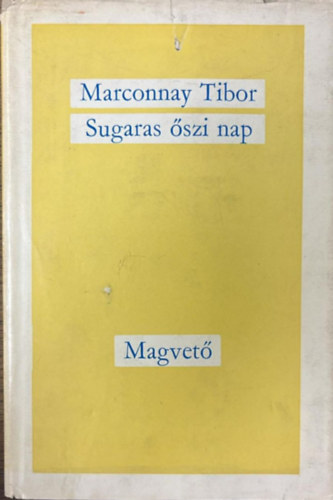 Marconnay Tibor
Sugaras őszi nap
Magvető